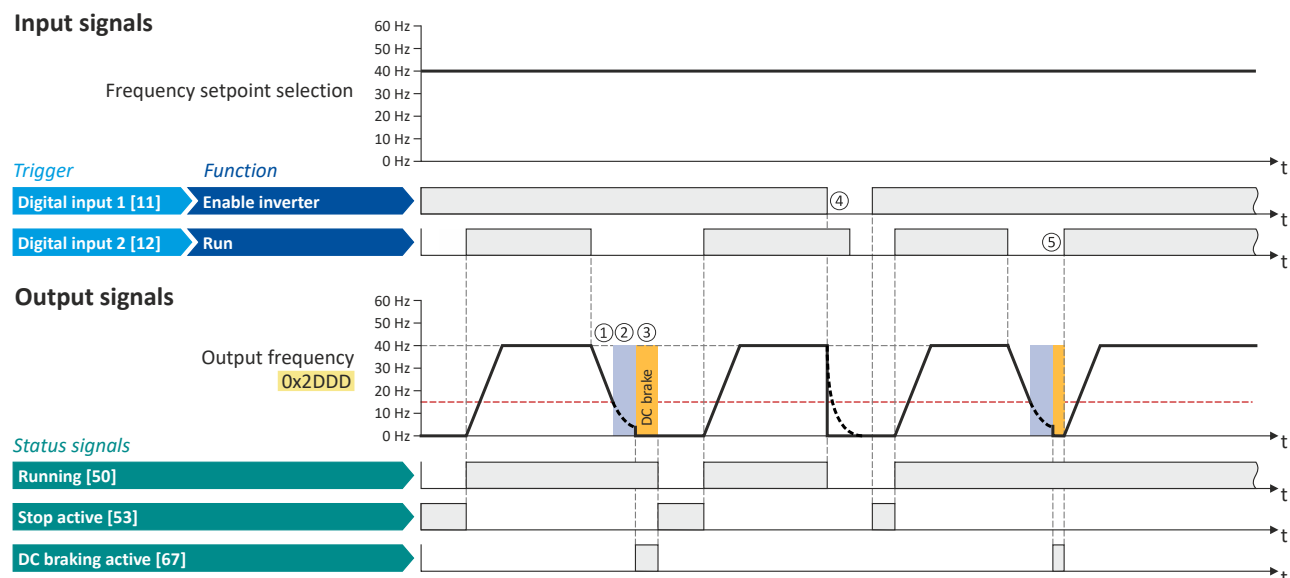 Input signals
60 Hz
50 Hz
40 Hz
30 Hz
20 Hz
10 Hz
0 Hz
Frequency setpoint selection
t
Trigger Function
Digital input 1 [11] Enable inverter
④
t
Digital input 2 [12] Run
⑤
t
Output signals
60 Hz
50 Hz
40 Hz
30 Hz
20 Hz
10 Hz
0 Hz
① ② ③
Output frequency
0x2DDD
DC brake
t
Status signals
Running [50]
t
Stop active [53]
t
DC braking active [67]
t